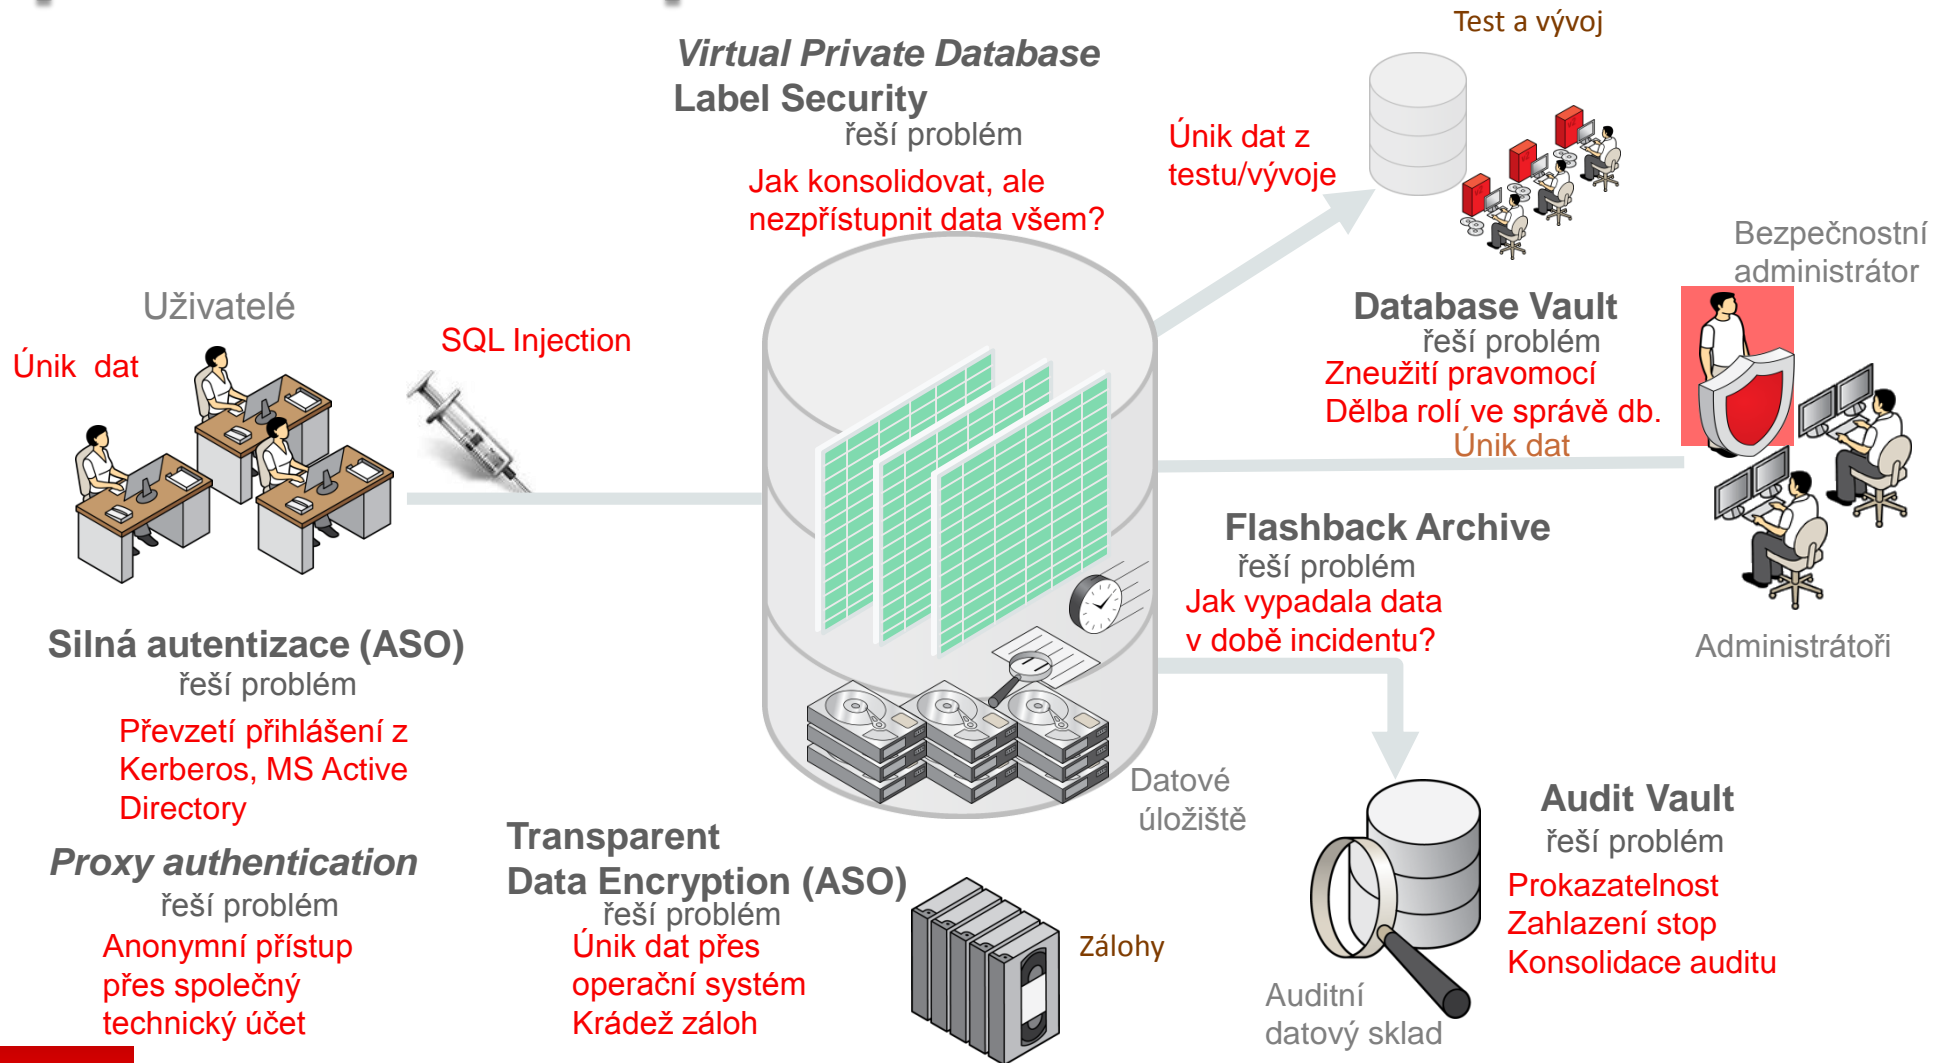 Test a vývoj
Virtual Private Database
Label Security
řeší problém
Jak konsolidovat, ale
nezpřístupnit data všem?
Únik dat z
testu/vývoje
Bezpečnostní
administrátor
Uživatelé
Únik dat
SQL Injection
Database Vault
řeší problém
Zneužití pravomocí
Dělba rolí ve správě db.
Únik dat
Flashback Archive
řeší problém
Jak vypadala data
v době incidentu?
Administrátoři
Silná autentizace (ASO)
řeší problém
Převzetí přihlášení z
Kerberos, MS Active
Directory
Proxy authentication
řeší problém
Anonymní přístup
přes společný
technický účet
Transparent
Data Encryption (ASO)
řeší problém
Únik dat přes
operační systém
Krádež záloh
Zálohy
Datové
úložiště
Audit Vault
řeší problém
Prokazatelnost
Zahlazení stop
Konsolidace auditu
Auditní
datový sklad